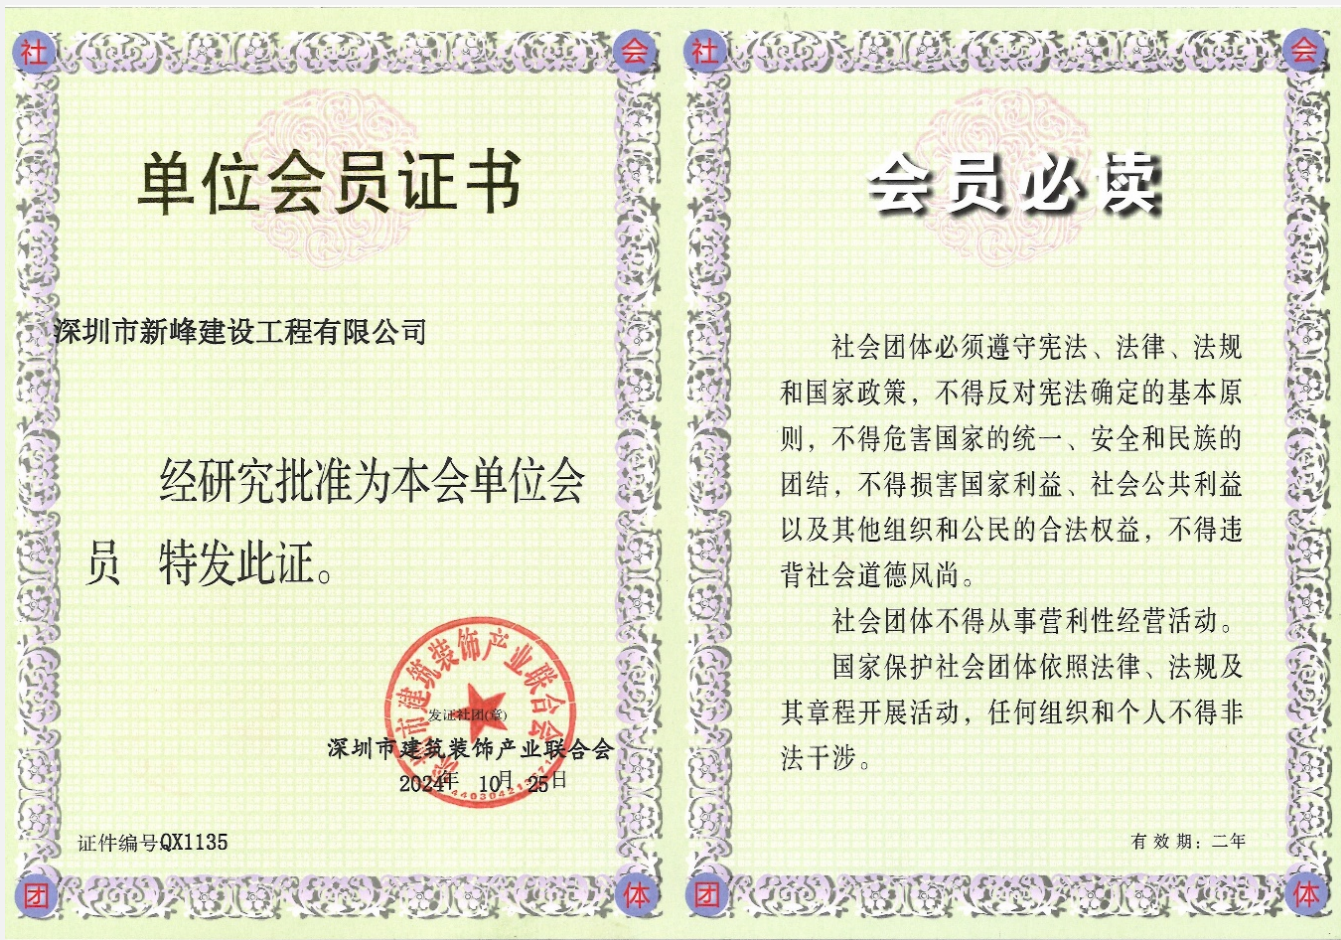 社 会
单位会员证书
深圳市新峰建设工程有限公司
经研究批准为本会单位会
员 特发此证。
深圳市建筑装饰产业联合会
发证社团(章)
深圳市建筑装饰产业联合会
2024年 10月 25日
证件编号QX1135
团 体
社 会
会员必读
社会团体必须遵守宪法、法律、法规
和国家政策，不得反对宪法确定的基本原
则，不得危害国家的统一、安全和民族的
团结，不得损害国家利益、社会公共利益
以及其他组织和公民的合法权益，不得违
背社会道德风尚。
社会团体不得从事营利性经营活动。
国家保护社会团体依照法律、法规及
其章程开展活动，任何组织和个人不得非
法干涉。
有效期：二年
团 体